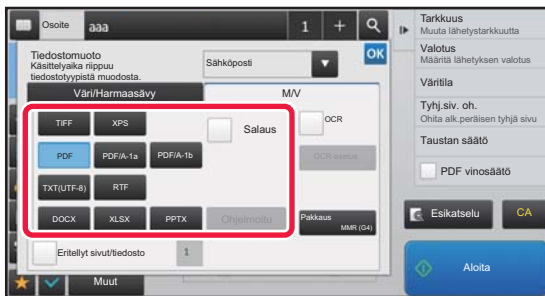 Osoite
aaa
1
+
Tarkkuus
Muuta lähetystarkkuutta
Valotus
Määritä lähetyksen valotus
Väritila
Tyhj.siv. oh.
Ohita alk.peräisen tyhjä sivu
Taustan säätö
PDF vinosäätö
Esikatselu
CA
Aloita
Tiedostomuoto
Käsittelyaika riippuu
tiedostotyypistä muodosta.
Sähköposti
OK
Väri/Harmaasävy
M/V
TIFF
XPS
Salaus
OCR
PDF
PDF/A-1a
PDF/A-1b
OCR-asetus
TXT(UTF-8)
RTF
DOCX
XLSX
PPTX
Ohjelmoitu
Pakkaus
MMR (G4)
Eritellyt sivut/tiedosto
1
Muut